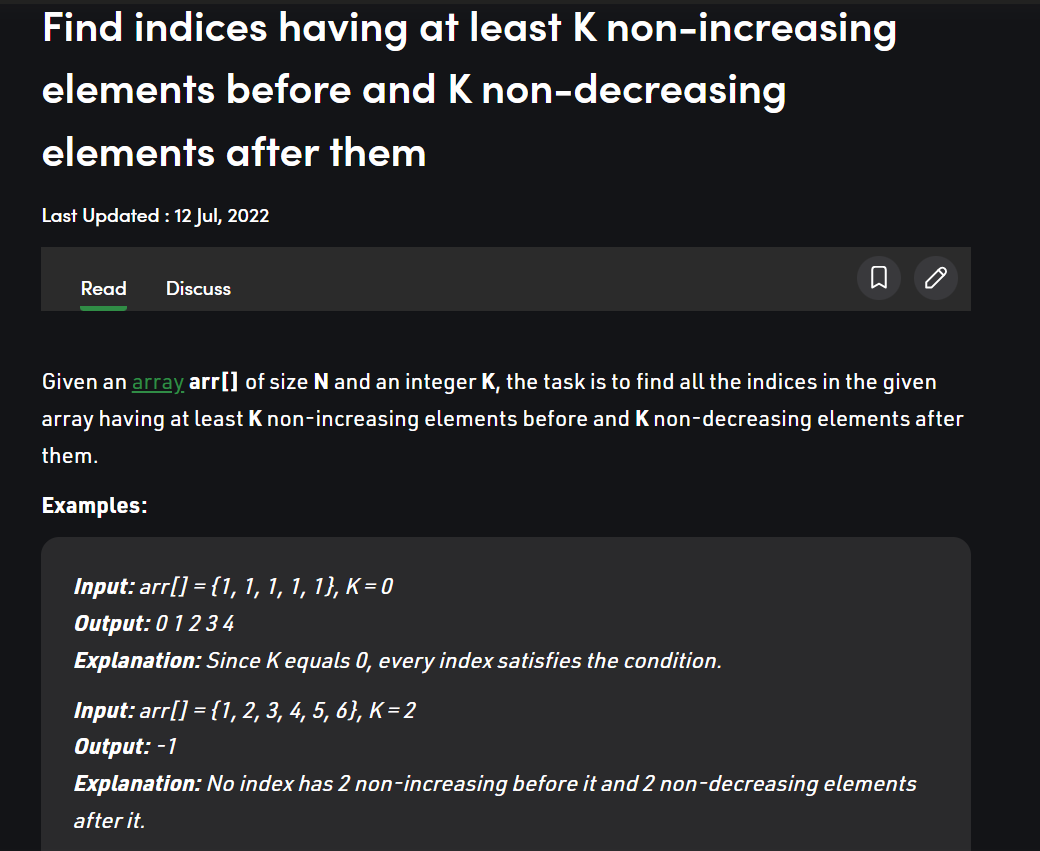 Find indices having at least K non-increasing
elements before and K non-decreasing
elements after them
Last Updated : 12 Jul, 2022
Read Discuss
Given an array arr[] of size N and an integer K, the task is to find all the indices in the given
array having at least K non-increasing elements before and K non-decreasing elements after
them.
Examples:
Input: arr[] = {1, 1, 1, 1, 1}, K = 0
Output: 0 1 2 3 4
Explanation: Since K equals 0, every index satisfies the condition.
Input: arr[] = {1, 2, 3, 4, 5, 6}, K = 2
Output: -1
Explanation: No index has 2 non-increasing before it and 2 non-decreasing elements
after it.